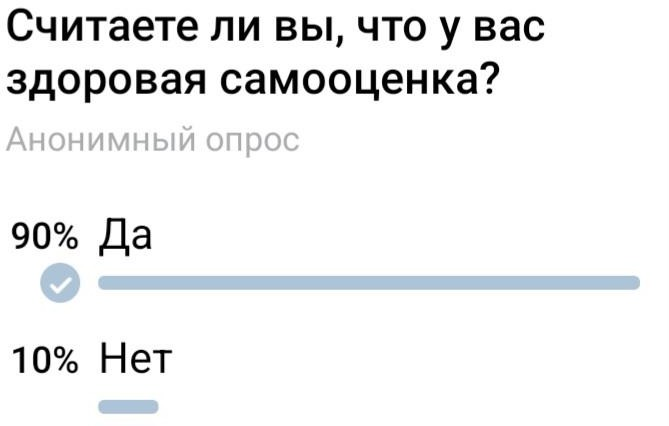 Считаете ли вы, что у вас
здоровая самооценка?
Анонимный опрос
90% Да
10% Нет